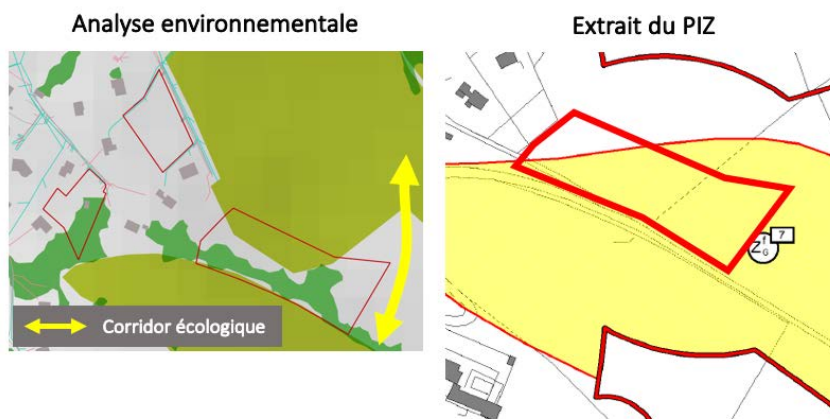 Analyse environnementale
Extrait du PIZ
Corridor écologique
7
Z f G